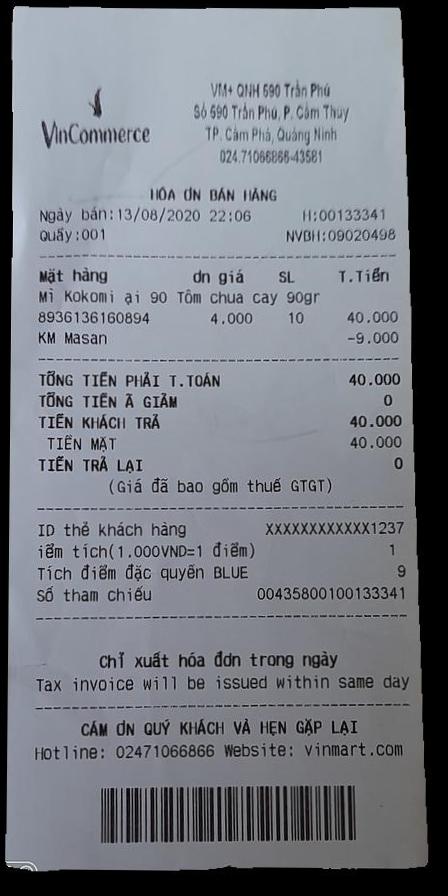 VM+ QNH 590 Trần Phú
Số 590 Trần Phú, P. Cẩm Thủy
TP. Cẩm Phả, Quảng Ninh
024.71066866-43581
VinCommerce
HÓA ƠN BÁN HÀNG
Ngày bán:13/08/2020 22:06 H:00133341
Quầy:001 NVBH:09020498
Mặt hàng ơn giá SL T.Tiền
Mì Kokomi ại 90 Tôm chua cay 90gr
8936136160894 4.000 10 40.000
KM Masan -9.000
TỔNG TIỀN PHẢI T.TOÁN 40.000
TỔNG TIỀN Ã GIẢM 0
TIỀN KHÁCH TRẢ 40.000
TIỀN MẶT 40.000
TIỀN TRẢ LẠI 0
(Giá đã bao gồm thuế GTGT)
ID thẻ khách hàng XXXXXXXXXXXX1237
iểm tích(1.000VND=1 điểm) 1
Tích điểm đặc quyền BLUE 9
Số tham chiếu 00435800100133341
Chỉ xuất hóa đơn trong ngày
Tax invoice will be issued within same day
CẢM ƠN QUÝ KHÁCH VÀ HẸN GẶP LẠI
Hotline: 02471066866 Website: vinmart.com